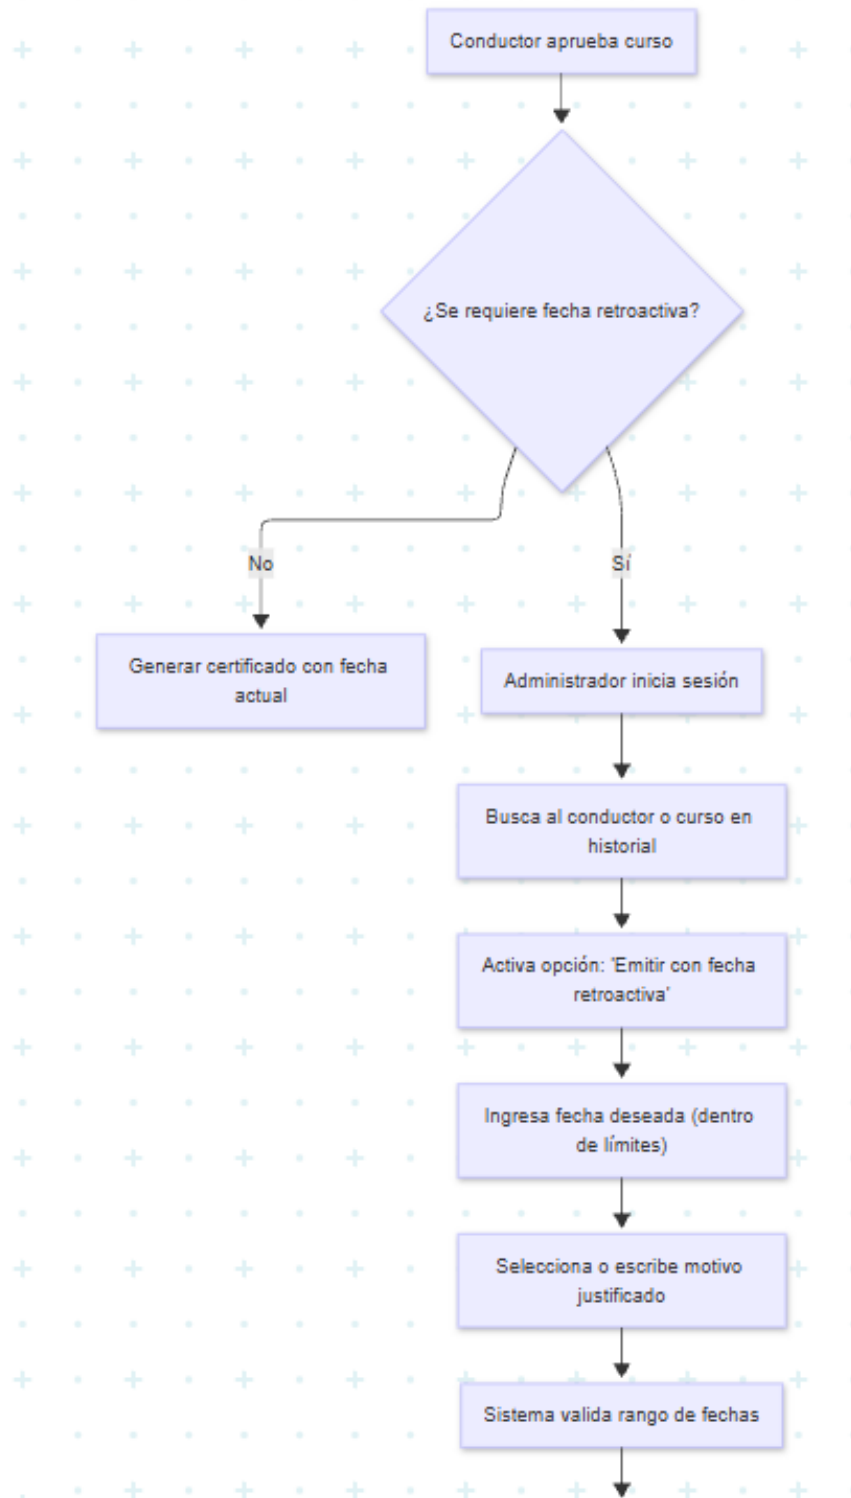 Conductor aprueba curso
¿Se requiere fecha retroactiva?
No
Sí
Generar certificado con fecha
actual
Administrador inicia sesión
Busca al conductor o curso en
historial
Activa opción: 'Emitir con fecha
retroactiva'
Ingresa fecha deseada (dentro
de límites)
Selecciona o escribe motivo
justificado
Sistema valida rango de fechas